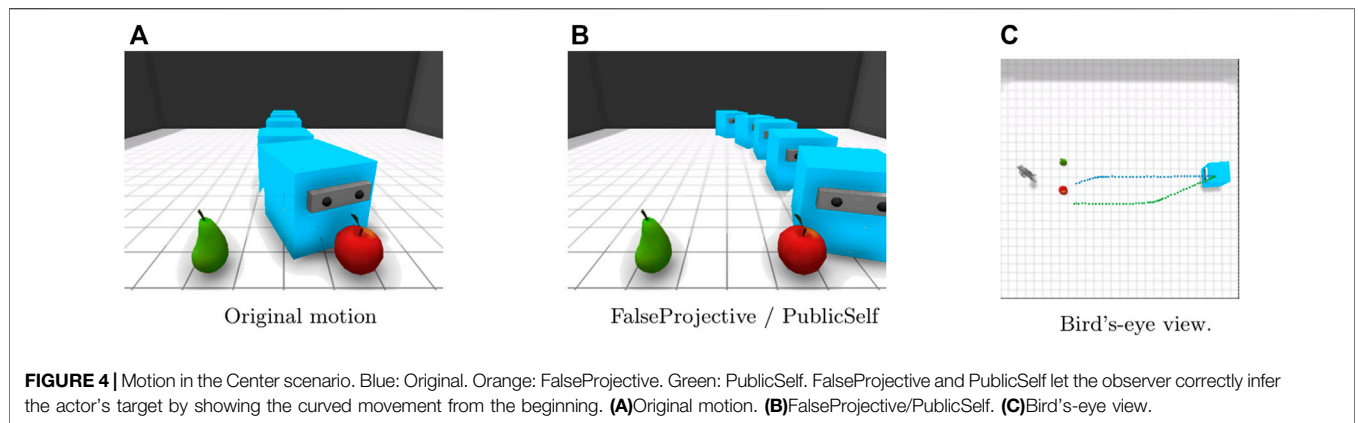 A
B
C
Original motion
FalseProjective / PublicSelf
Bird's-eye view.
FIGURE 4 | Motion in the Center scenario. Blue: Original. Orange: FalseProjective. Green: PublicSelf. FalseProjective and PublicSelf let the observer correctly infer
the actor's target by showing the curved movement from the beginning. (A)Original motion. (B)FalseProjective/PublicSelf. (C)Bird's-eye view.